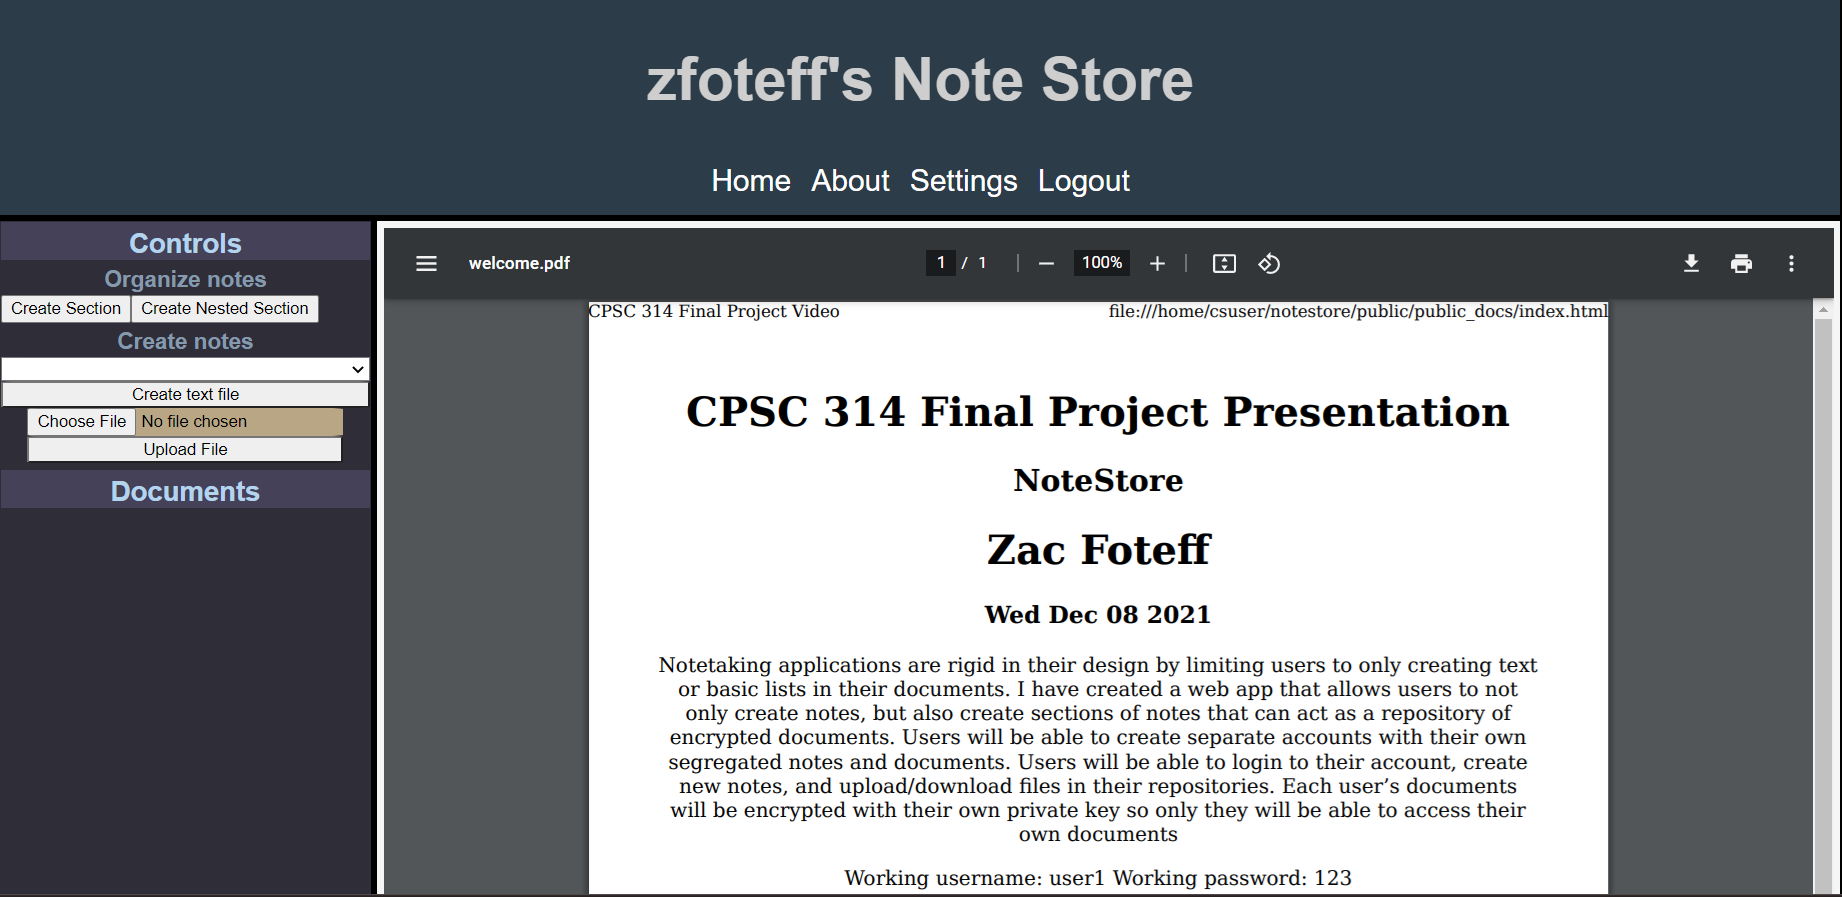 zfoteff's Note Store
Home About Settings Logout
Controls
Organize notes
Create Section Create Nested Section
Create notes
Create text file
Choose File No file chosen
Upload File
Documents
welcome.pdf 1 / 1 100%
CPSC 314 Final Project Video file:///home/csuser/notestore/public/public_docs/index.html
CPSC 314 Final Project Presentation
NoteStore
Zac Foteff
Wed Dec 08 2021
Notetaking applications are rigid in their design by limiting users to only creating text
or basic lists in their documents. I have created a web app that allows users to not
only create notes, but also create sections of notes that can act as a repository of
encrypted documents. Users will be able to create separate accounts with their own
segregated notes and documents. Users will be able to login to their account, create
new notes, and upload/download files in their repositories. Each user’s documents
will be encrypted with their own private key so only they will be able to access their
own documents
Working username: user1 Working password: 123